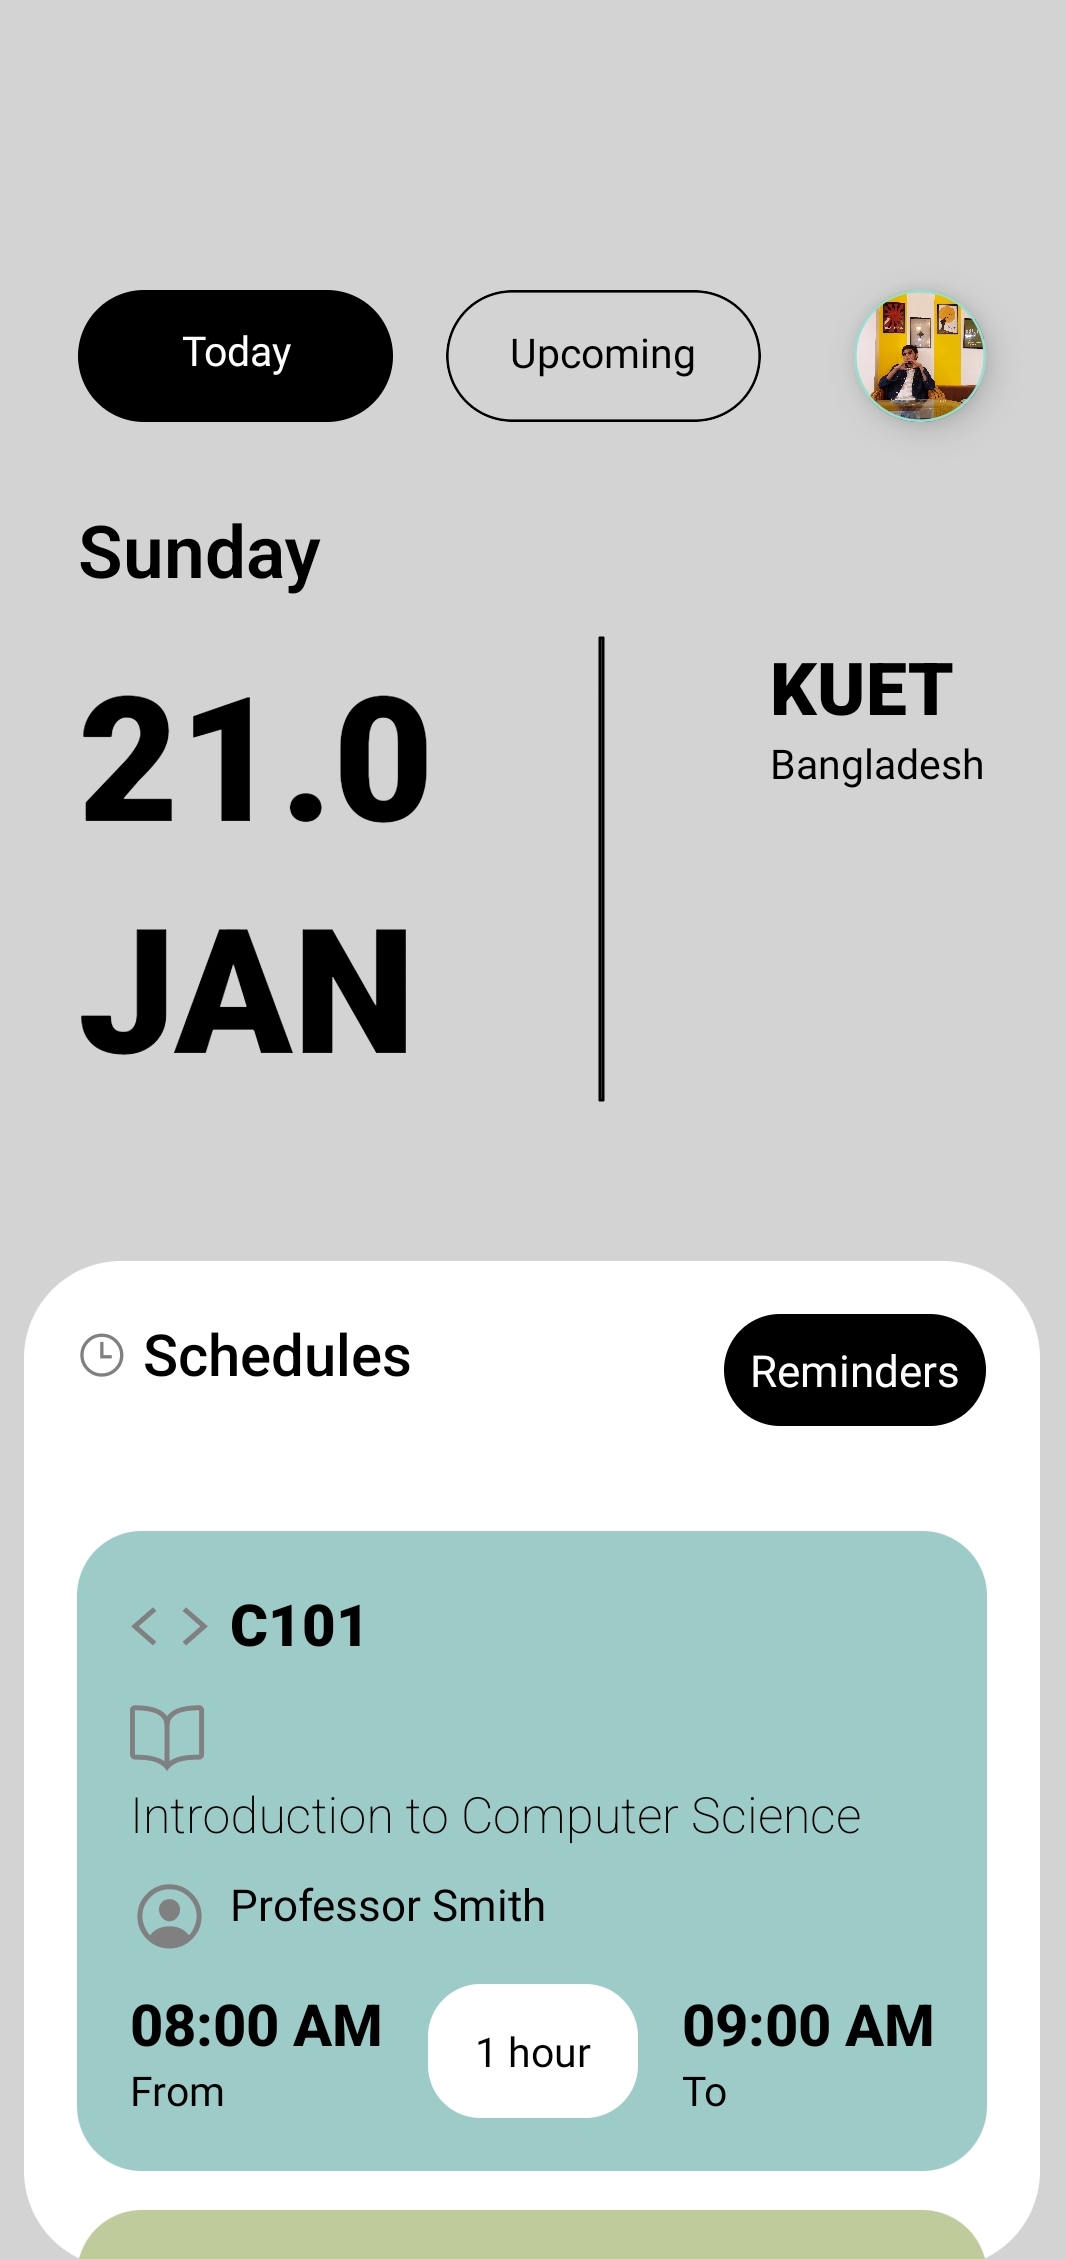 Today
Upcoming
Sunday
21.0
JAN
KUET
Bangladesh
Schedules
Reminders
C101
Introduction to Computer Science
Professor Smith
08:00 AM
From
1 hour
09:00 AM
To